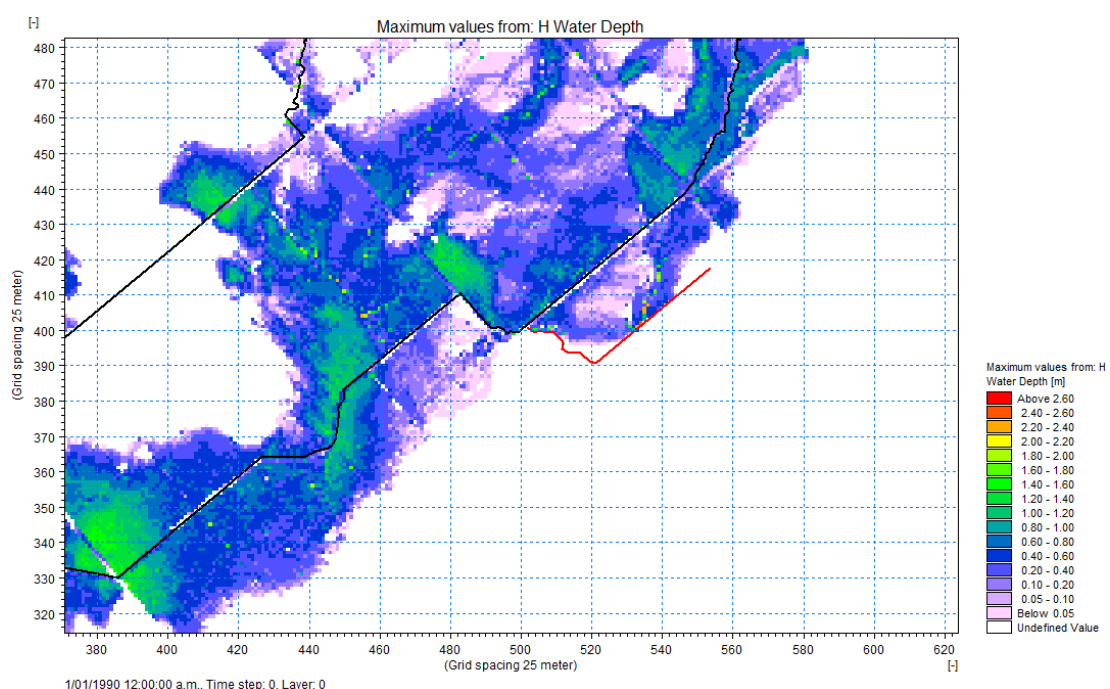 [-]
Maximum values from: H Water Depth
480
470
460
450
440
430
420
410
400
390
380
370
360
350
340
330
320
(Grid spacing 25 meter)
380 400 420 440 460 480 500 520 540 560 580 600 620
(Grid spacing 25 meter)
[-]
1/01/1990 12:00:00 a.m., Time step: 0, Layer: 0
Maximum values from: H
Water Depth [m]
Above 2.60
2.40 - 2.60
2.20 - 2.40
2.00 - 2.20
1.80 - 2.00
1.60 - 1.80
1.40 - 1.60
1.20 - 1.40
1.00 - 1.20
0.80 - 1.00
0.60 - 0.80
0.40 - 0.60
0.20 - 0.40
0.10 - 0.20
0.05 - 0.10
Below 0.05
Undefined Value